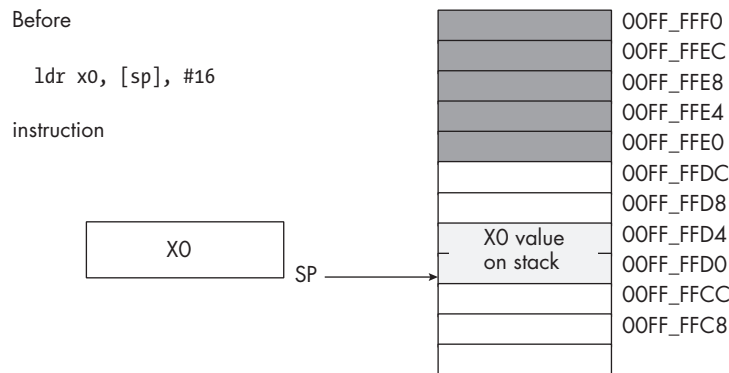 Before
ldr x0, [sp], #16
instruction
X0
SP
X0 value
on stack
00FF_FFF0
00FF_FFEC
00FF_FFE8
00FF_FFE4
00FF_FFE0
00FF_FFDC
00FF_FFD8
00FF_FFD4
00FF_FFD0
00FF_FFCC
00FF_FFC8